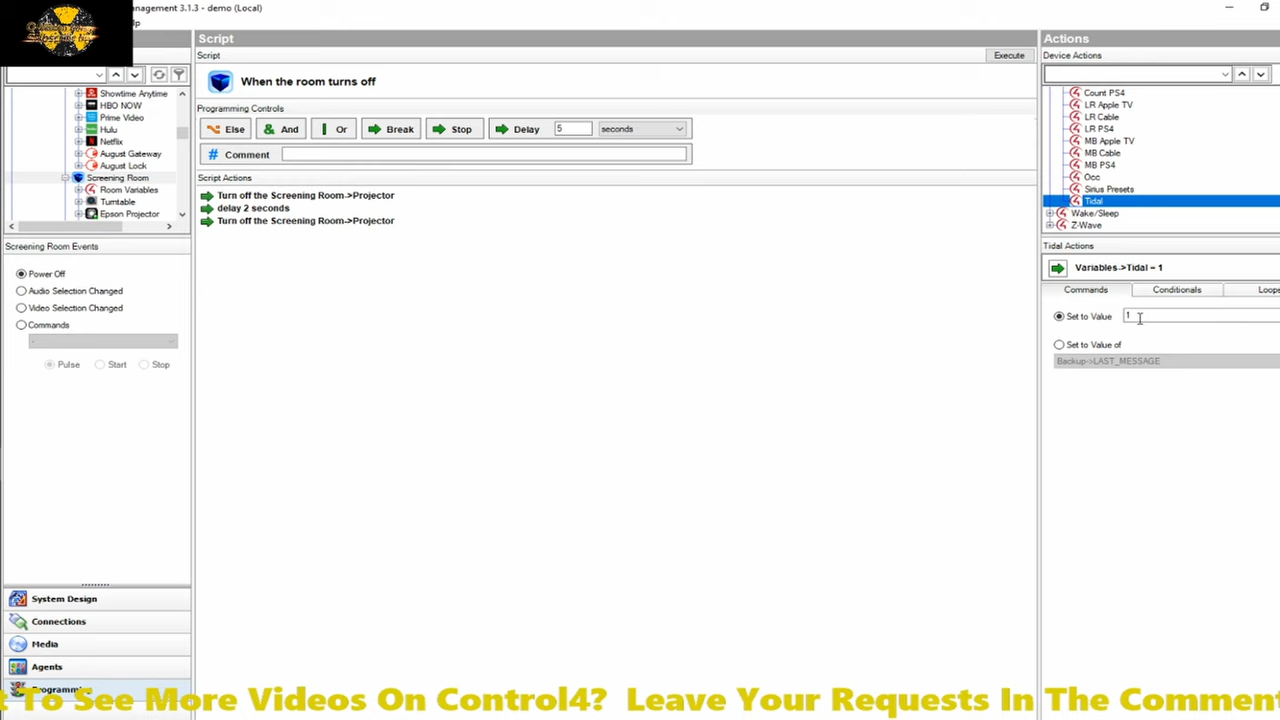 management 3.1.3 - demo (Local)
Script
Script
Execute
When the room turns off
Programming Controls
Else
And
Or
Break
Stop
Delay
5
seconds
Comment
Script Actions
Turn off the Screening Room->Projector
delay 2 seconds
Turn off the Screening Room->Projector
Showtime Anytime
HBO NOW
Prime Video
Hulu
Netflix
August Gateway
August Lock
Screening Room
Room Variables
Turntable
Epson Projector
Screening Room Events
Power Off
Audio Selection Changed
Video Selection Changed
Commands
-
Pulse
Start
Stop
System Design
Connections
Media
Agents
Programming
Actions
Device Actions
Count PS4
LR Apple TV
LR Cable
LR PS4
MB Apple TV
MB Cable
MB PS4
Occ
Sirius Presets
Tidal
Wake/Sleep
Z-Wave
Tidal Actions
Variables->Tidal = 1
Commands
Conditionals
Loops
Set to Value
1
Set to Value of
Backup->LAST_MESSAGE
t To See More Videos On Control4? Leave Your Requests In The Comment